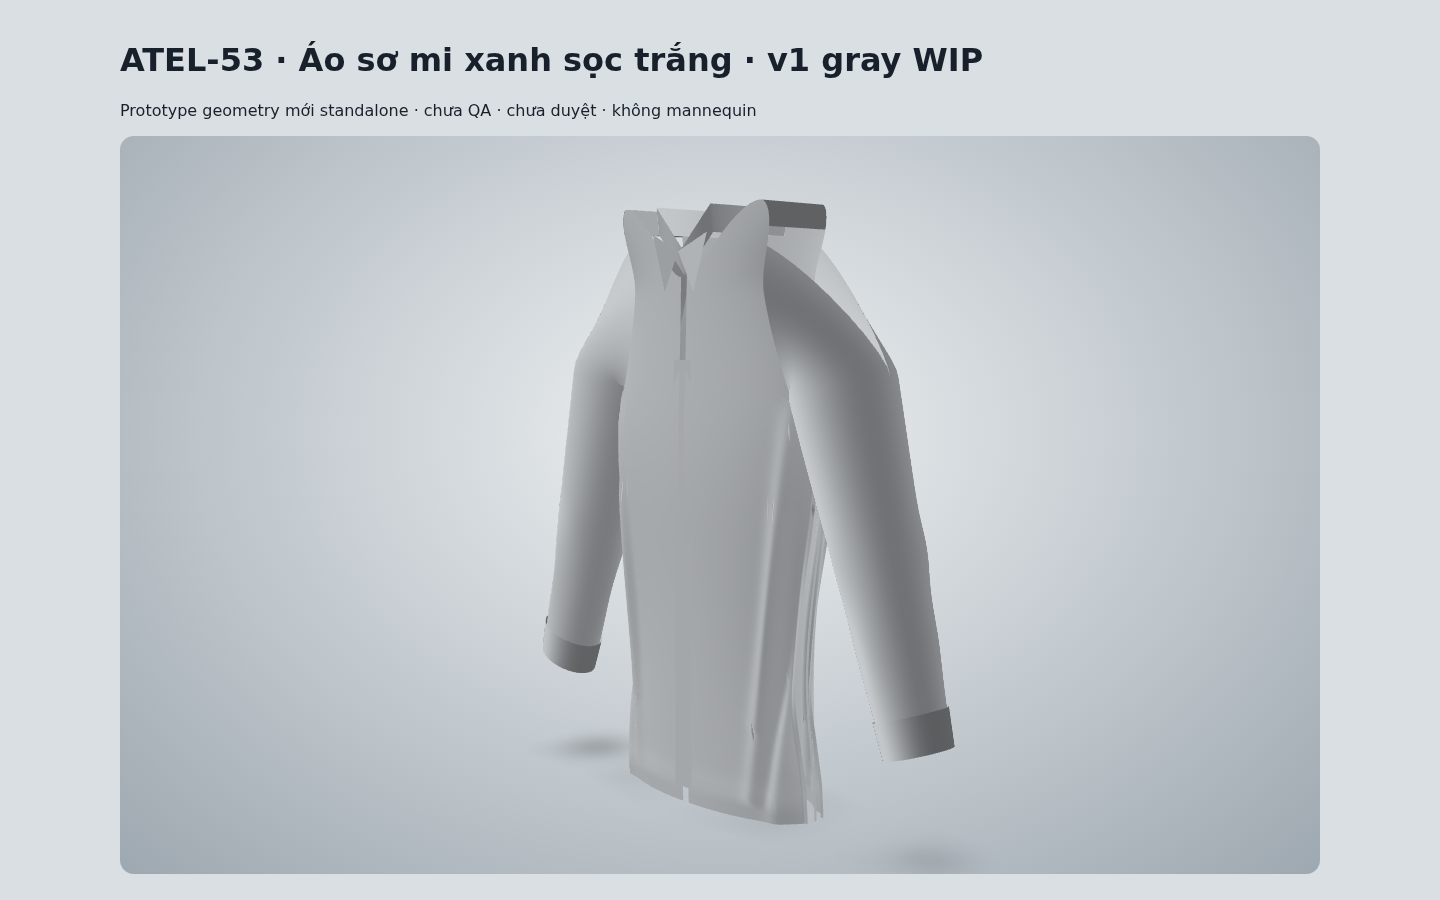 ATEL-53 · Áo sơ mi xanh sọc trắng · v1 gray WIP
Prototype geometry mới standalone · chưa QA · chưa duyệt · không mannequin